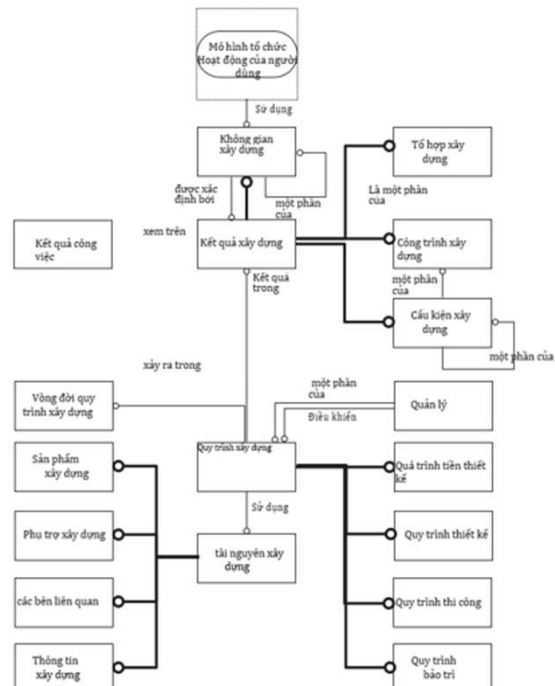 Mô hình tổ chức
Hoạt động của người
dùng
Sử dụng
Không gian
xây dựng
Tổ hợp xây
dựng
được xác
định bởi
một phần
của
Là một phần
của
Kết quả công
việc
xem trên
Kết quả xây dựng
Công trình xây
dựng
Kết quả
trong
một phần
của
Cấu kiện xây
dựng
một phần của
xảy ra trong
Vòng đời quy
trình xây dựng
một phần
của
Điều khiển
Quản lý
Quy trình xây dựng
Sản phẩm
xây dựng
Quá trình tiền thiết
kế
Sử dụng
Phụ trợ xây dựng
tài nguyên xây
dựng
Quy trình thiết kế
các bên liên quan
Quy trình thi công
Thông tin
xây dựng
Quy trình
bảo trì